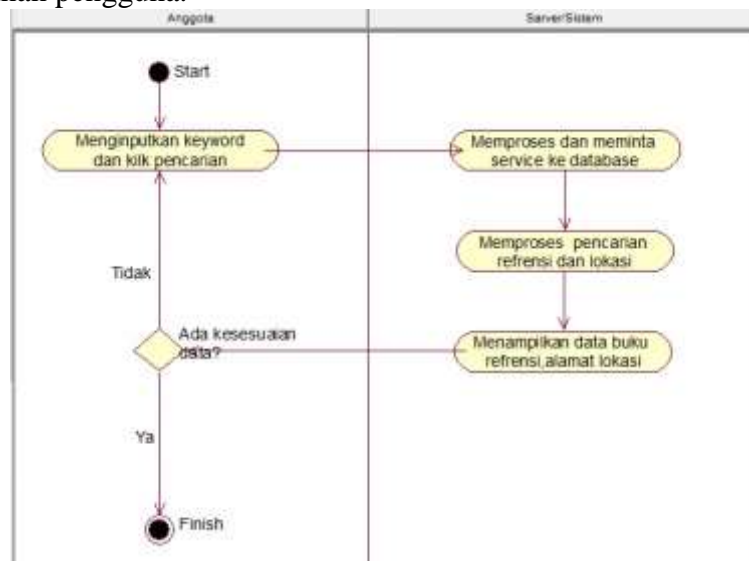 Anggota
Server/Sistem
Start
Menginputkan keyword
dan klik pencarian
Memproses dan meminta
service ke database
Memproses pencarian
refrensi dan lokasi
Tidak
Ada kesesuaian
data?
Menampilkan data buku
refrensi,alamat lokasi
Ya
Finish